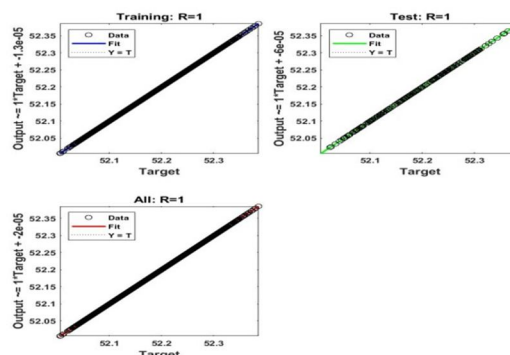 Training: R=1
Output ~= 1*Target + -1.3e-05
52.35
52.3
52.25
52.2
52.15
52.1
52.05
Data
Fit
Y = T
52.1
52.2
52.3
Target
Test: R=1
Output ~= 1*Target + -6e-05
52.35
52.3
52.25
52.2
52.15
52.1
52.05
Data
Fit
Y = T
52.1
52.2
52.3
Target
All: R=1
Output ~= 1*Target + -2e-05
52.35
52.3
52.25
52.2
52.15
52.1
52.05
Data
Fit
Y = T
52.1
52.2
52.3
Target